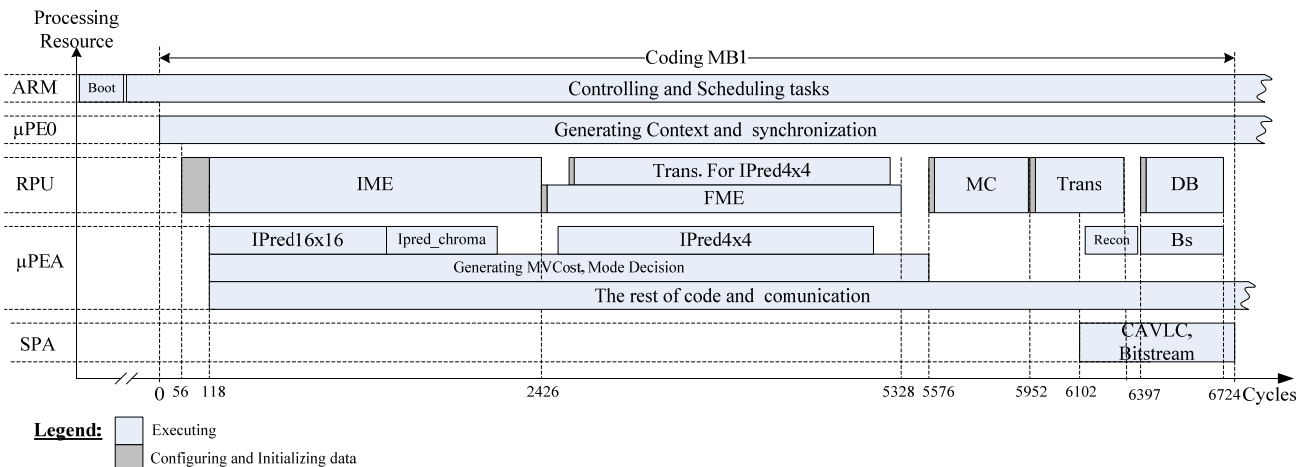 Processing
Resource
Coding MB1
ARM
Boot
Controlling and Scheduling tasks
µPE0
Generating Context and synchronization
RPU
IME
Trans. For IPred4x4
FME
MC
Trans
DB
µPEA
IPred16x16
Ipred_chroma
IPred4x4
Recon
Bs
Generating MVCost, Mode Decision
The rest of code and comunication
SPA
CAVLC,
Bitstream
0 56 118 2426 5328 5576 5952 6102 6397 6724 Cycles
Legend:
Executing
Configuring and Initializing data